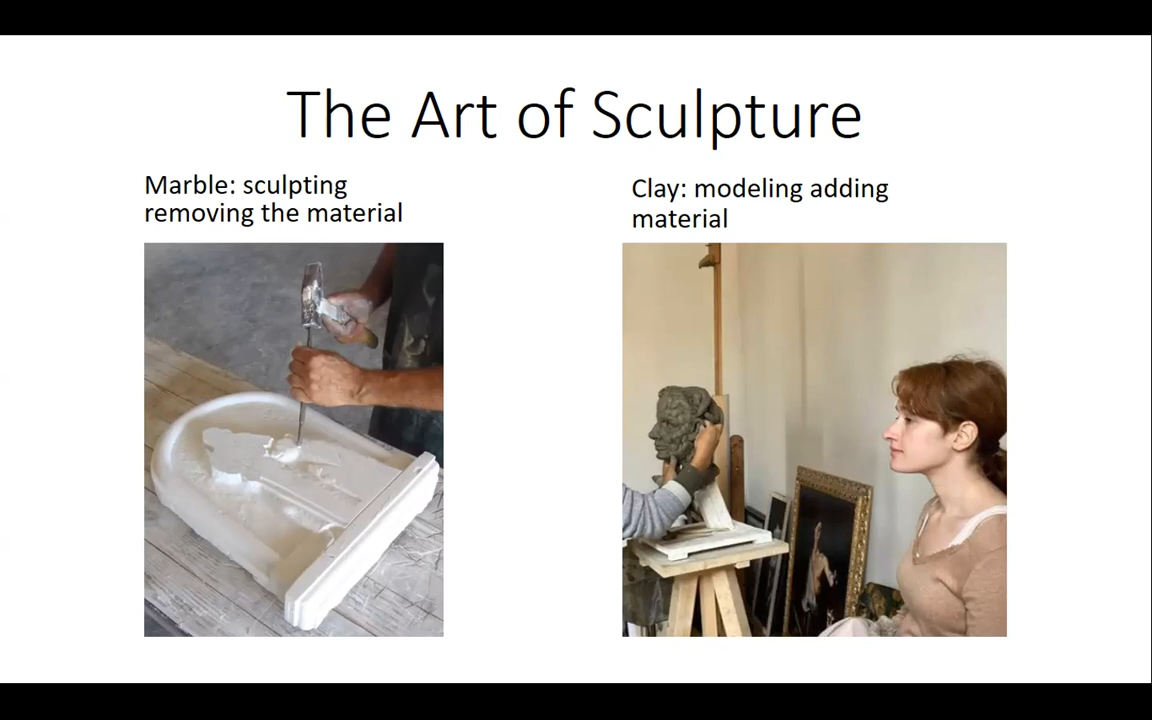 The Art of Sculpture
Marble: sculpting
removing the material
Clay: modeling adding
material